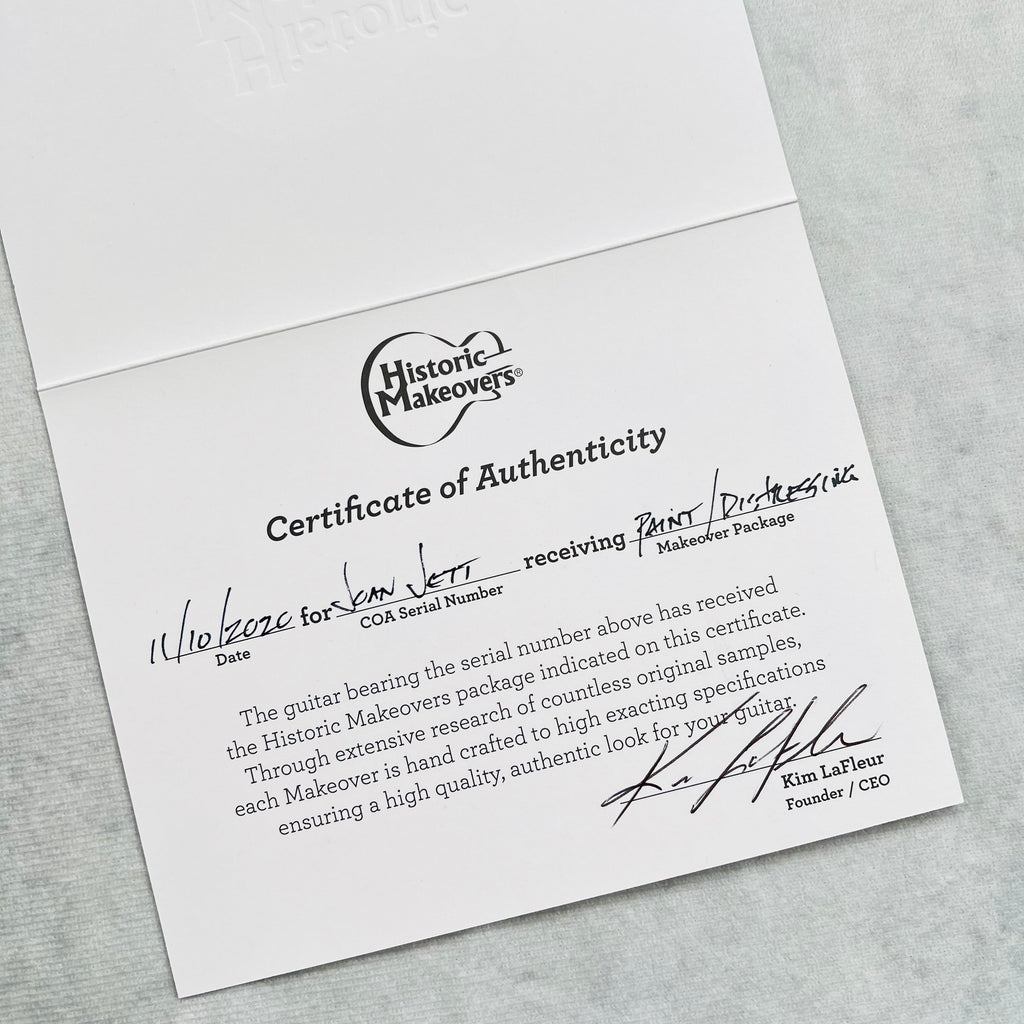 Historic
Historic
Makeovers®
Certificate of Authenticity
11/10/2020 for JOAN JETT receiving PAINT/DISTRESSING
Date COA Serial Number Makeover Package
The guitar bearing the serial number above has received
the Historic Makeovers package indicated on this certificate.
Through extensive research of countless original samples,
each Makeover is hand crafted to high exacting specifications
ensuring a high quality, authentic look for your guitar.
Kim LaFleur
Kim LaFleur
Founder / CEO